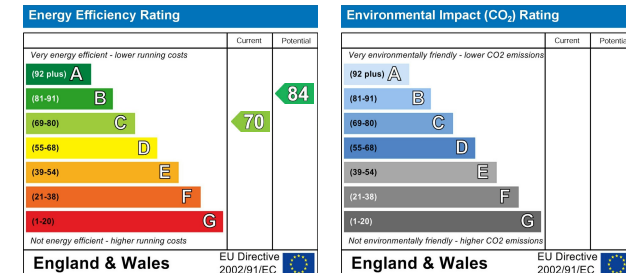 Energy Efficiency Rating
Current Potential
Very energy efficient - lower running costs
(92 plus) A
(81-91) B
84
(69-80) C
70
(55-68) D
(39-54) E
(21-38) F
(1-20) G
Not energy efficient - higher running costs
England & Wales
EU Directive
2002/91/EC
Environmental Impact (CO₂) Rating
Current Potential
Very environmentally friendly - lower CO2 emissions
(92 plus) A
(81-91) B
(69-80) C
(55-68) D
(39-54) E
(21-38) F
(1-20) G
Not environmentally friendly - higher CO2 emissions
England & Wales
EU Directive
2002/91/EC